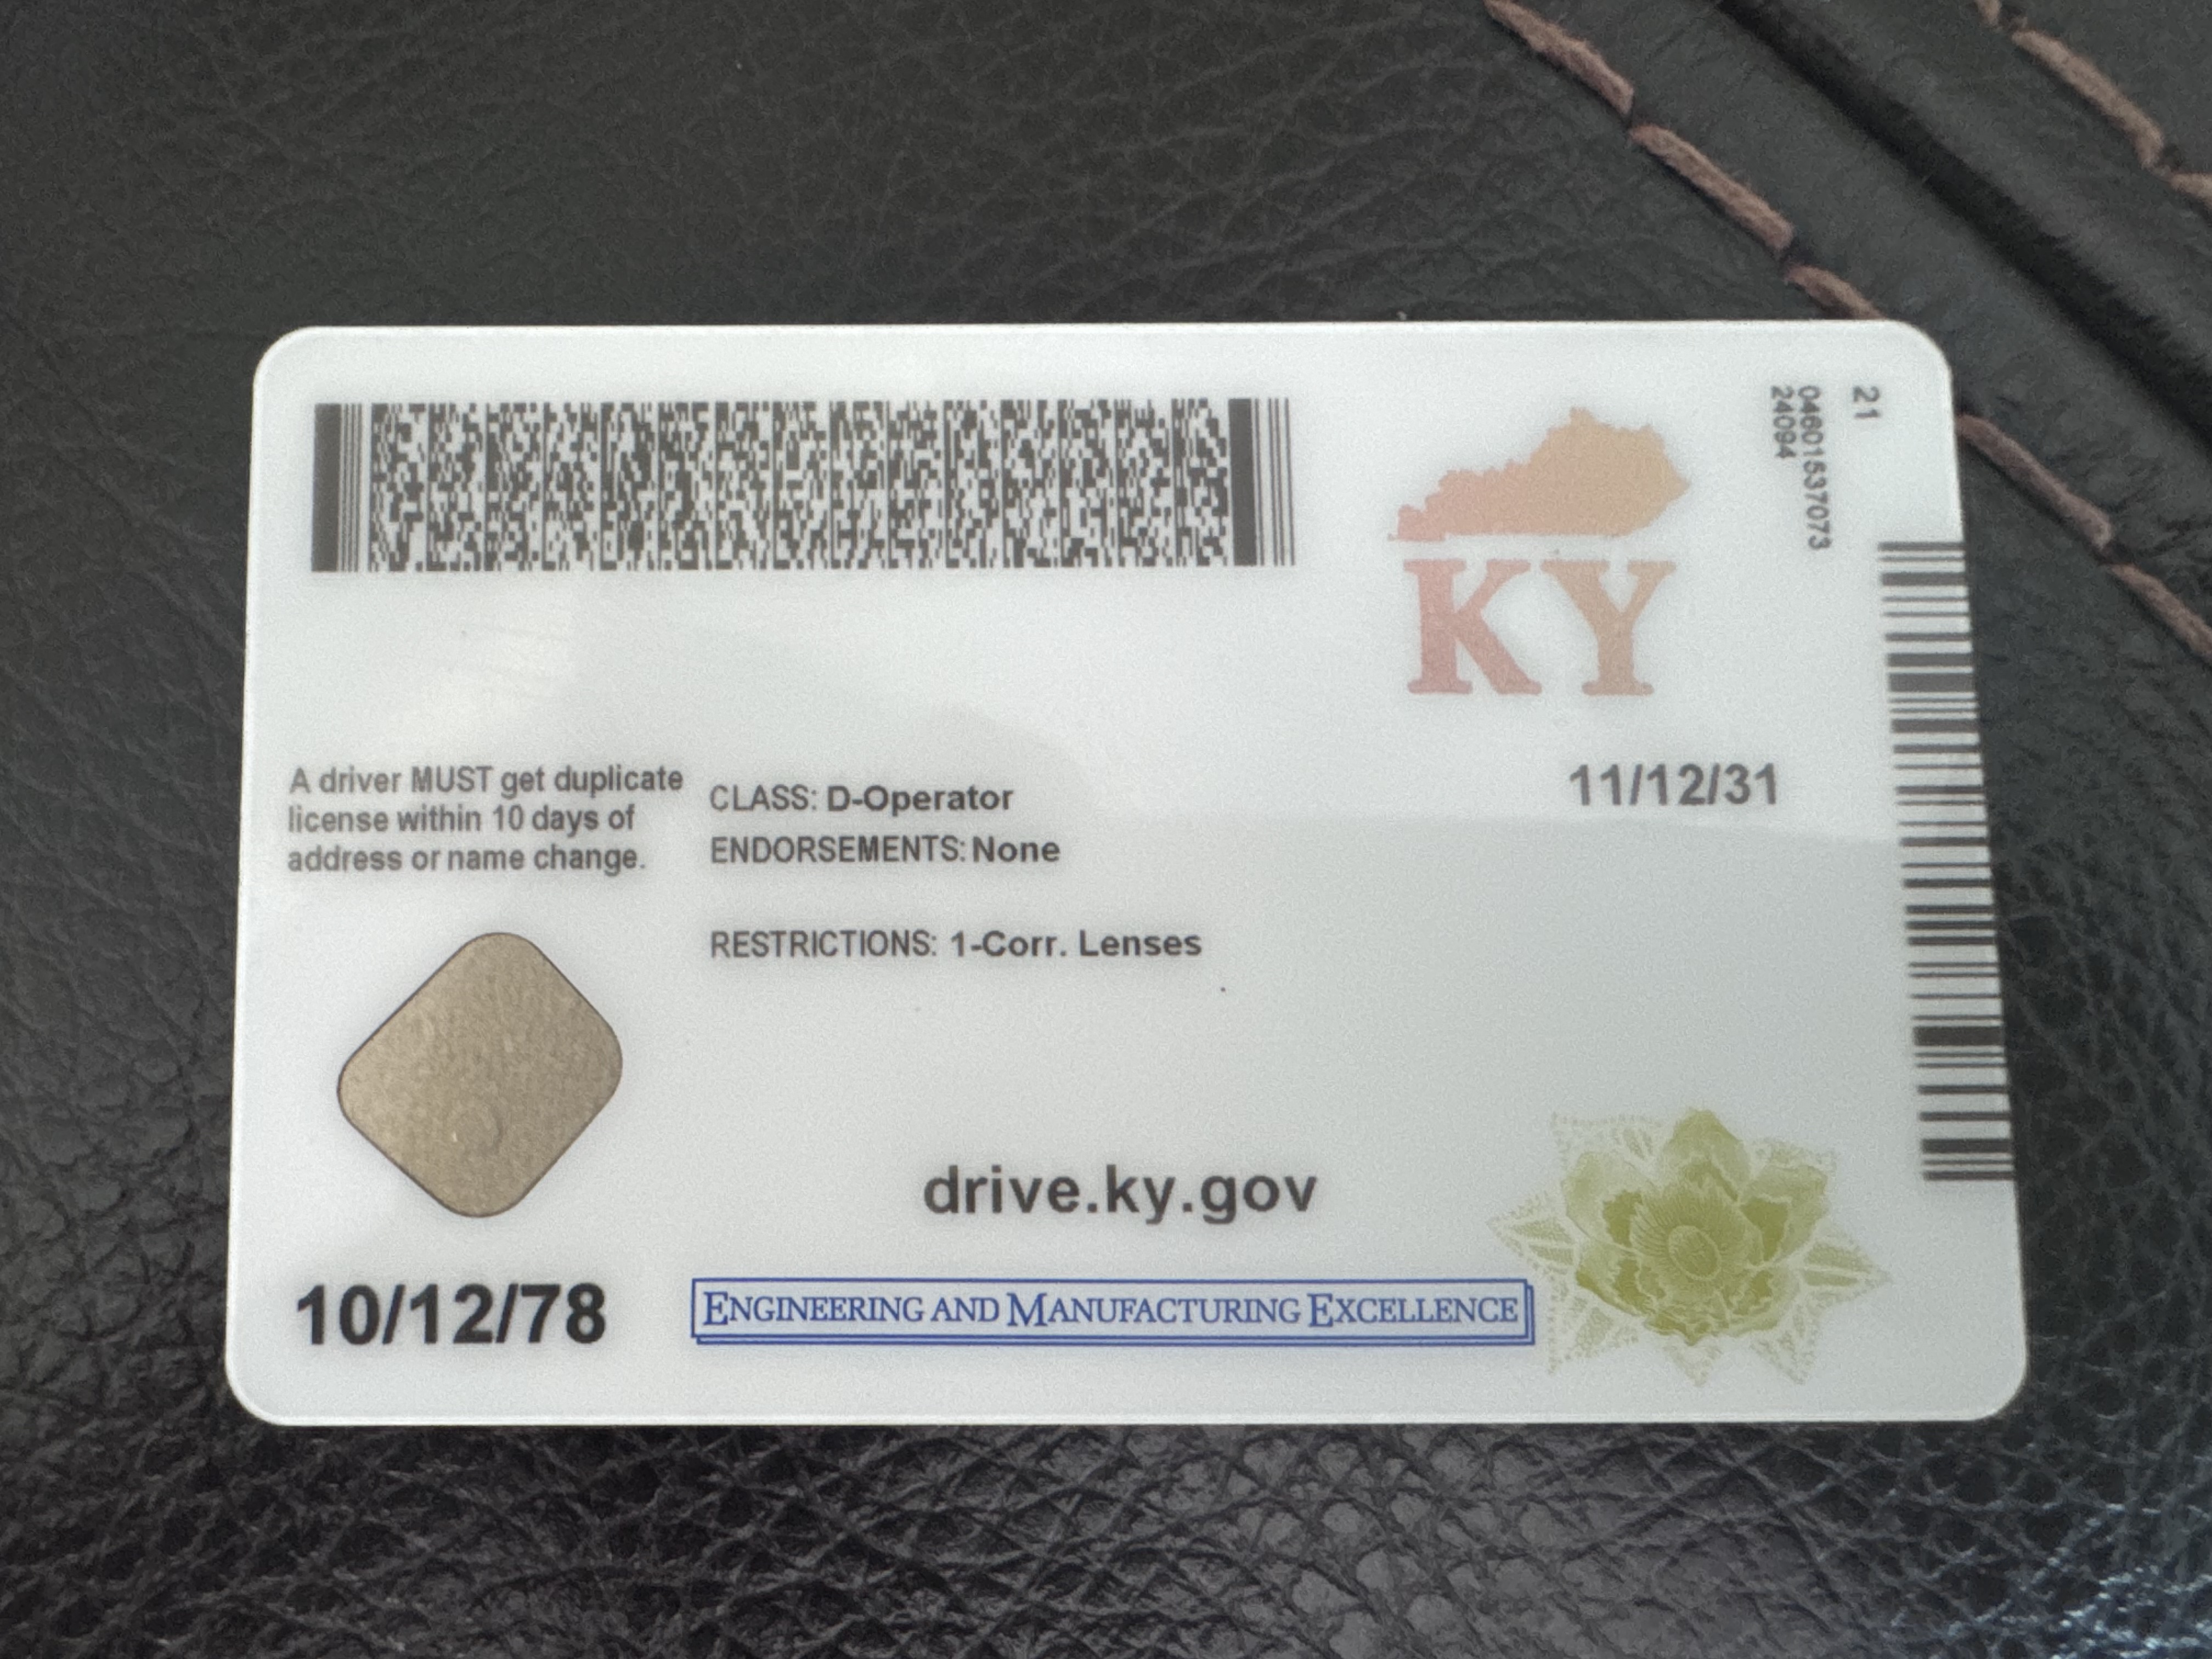 A driver MUST get duplicate
license within 10 days of
address or name change.
CLASS: D-Operator
ENDORSEMENTS: None
RESTRICTIONS: 1-Corr. Lenses
KY
11/12/31
24094
04601537073
21
drive.ky.gov
10/12/78
ENGINEERING AND MANUFACTURING EXCELLENCE